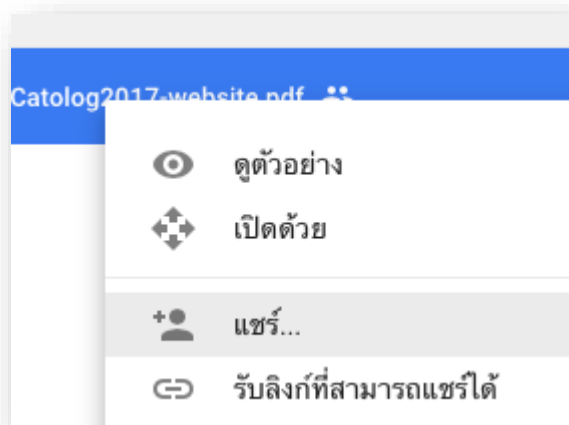 Catolog2017-website.pdf
ดูตัวอย่าง
เปิดด้วย
แชร์...
รับลิงก์ที่สามารถแชร์ได้